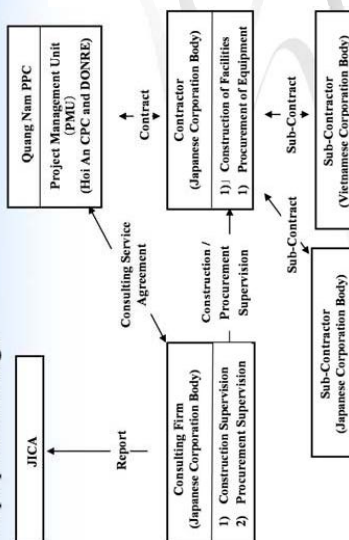 JICA
Quang Nam PPC
Project Management Unit
(PMU)
(Hoi An CPC and DONRE)
Report
Consulting Service
Agreement
Contract
Consulting Firm
(Japanese Corporation Body)
1) Construction Supervision
2) Procurement Supervision
Construction /
Procurement
Supervision
Contractor
(Japanese Corporation Body)
1) Construction of Facilities
1) Procurement of Equipment
Sub-Contract
Sub-Contract
Sub-Contractor
(Japanese Corporation Body)
Sub-Contractor
(Vietnamese Corporation Body)